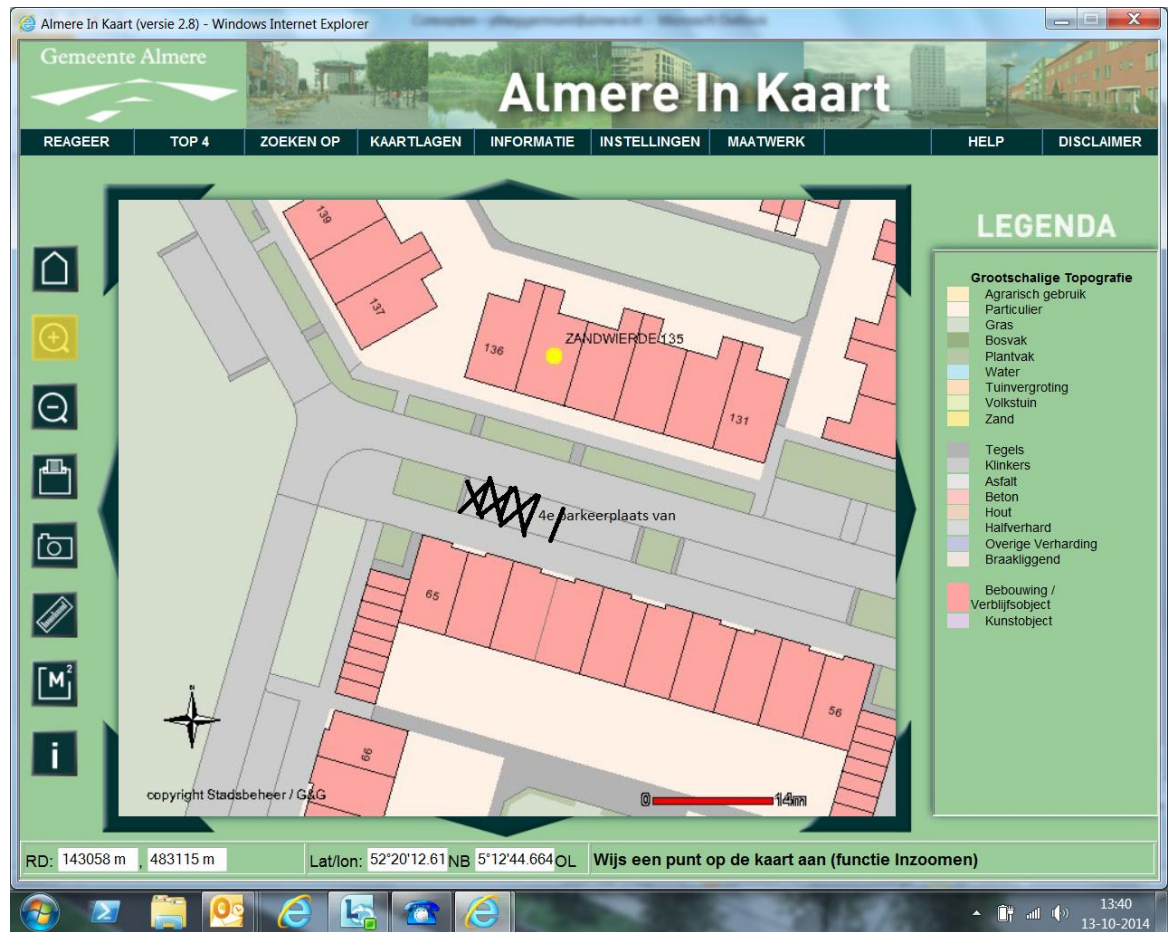 Almere In Kaart (versie 2.8) - Windows Internet Explorer
Gemeente Almere
Almere In Kaart
REAGEER TOP 4 ZOEKEN OP KAARTLAGEN INFORMATIE INSTELLINGEN MAATWERK HELP DISCLAIMER
139
137
ZANDWIERDE 135
136
131
4e parkeerplaats van
65
56
66
N
copyright Stadsbeheer / G&G
0 14m
M²
i
LEGENDA
Grootschalige Topografie
Agrarisch gebruik
Particulier
Gras
Bosvak
Plantvak
Water
Tuinvergroting
Volkstuin
Zand
Tegels
Klinkers
Asfalt
Beton
Hout
Halfverhard
Overige Verharding
Braakliggend
Bebouwing /
Verblijfsobject
Kunstobject
RD: 143058 m , 483115 m Lat/lon: 52°20'12.61 NB 5°12'44.664 OL Wijs een punt op de kaart aan (functie Inzoomen)
13:40
13-10-2014